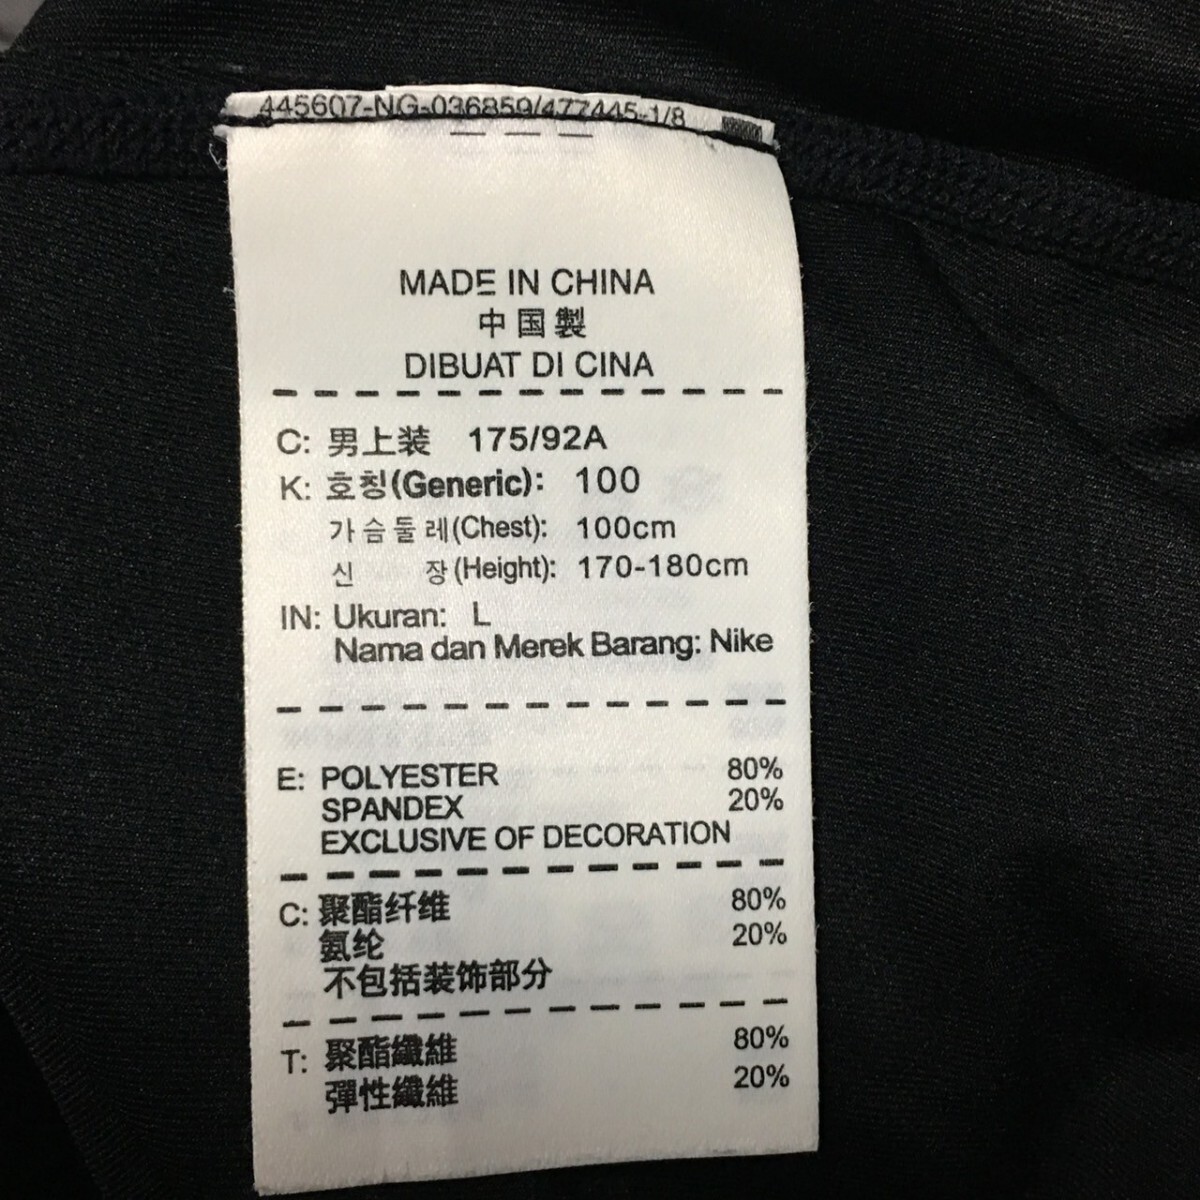 445607-NG-036859/477445-1/8
MADE IN CHINA
中国製
DIBUAT DI CINA
C: 男上装 175/92A
K: 호칭(Generic): 100
가슴둘레(Chest): 100cm
신 장(Height): 170-180cm
IN: Ukuran: L
Nama dan Merek Barang: Nike
E: POLYESTER 80%
SPANDEX 20%
EXCLUSIVE OF DECORATION
C: 聚酯纤维 80%
氨纶 20%
不包括装饰部分
T: 聚酯纖維 80%
彈性纖維 20%